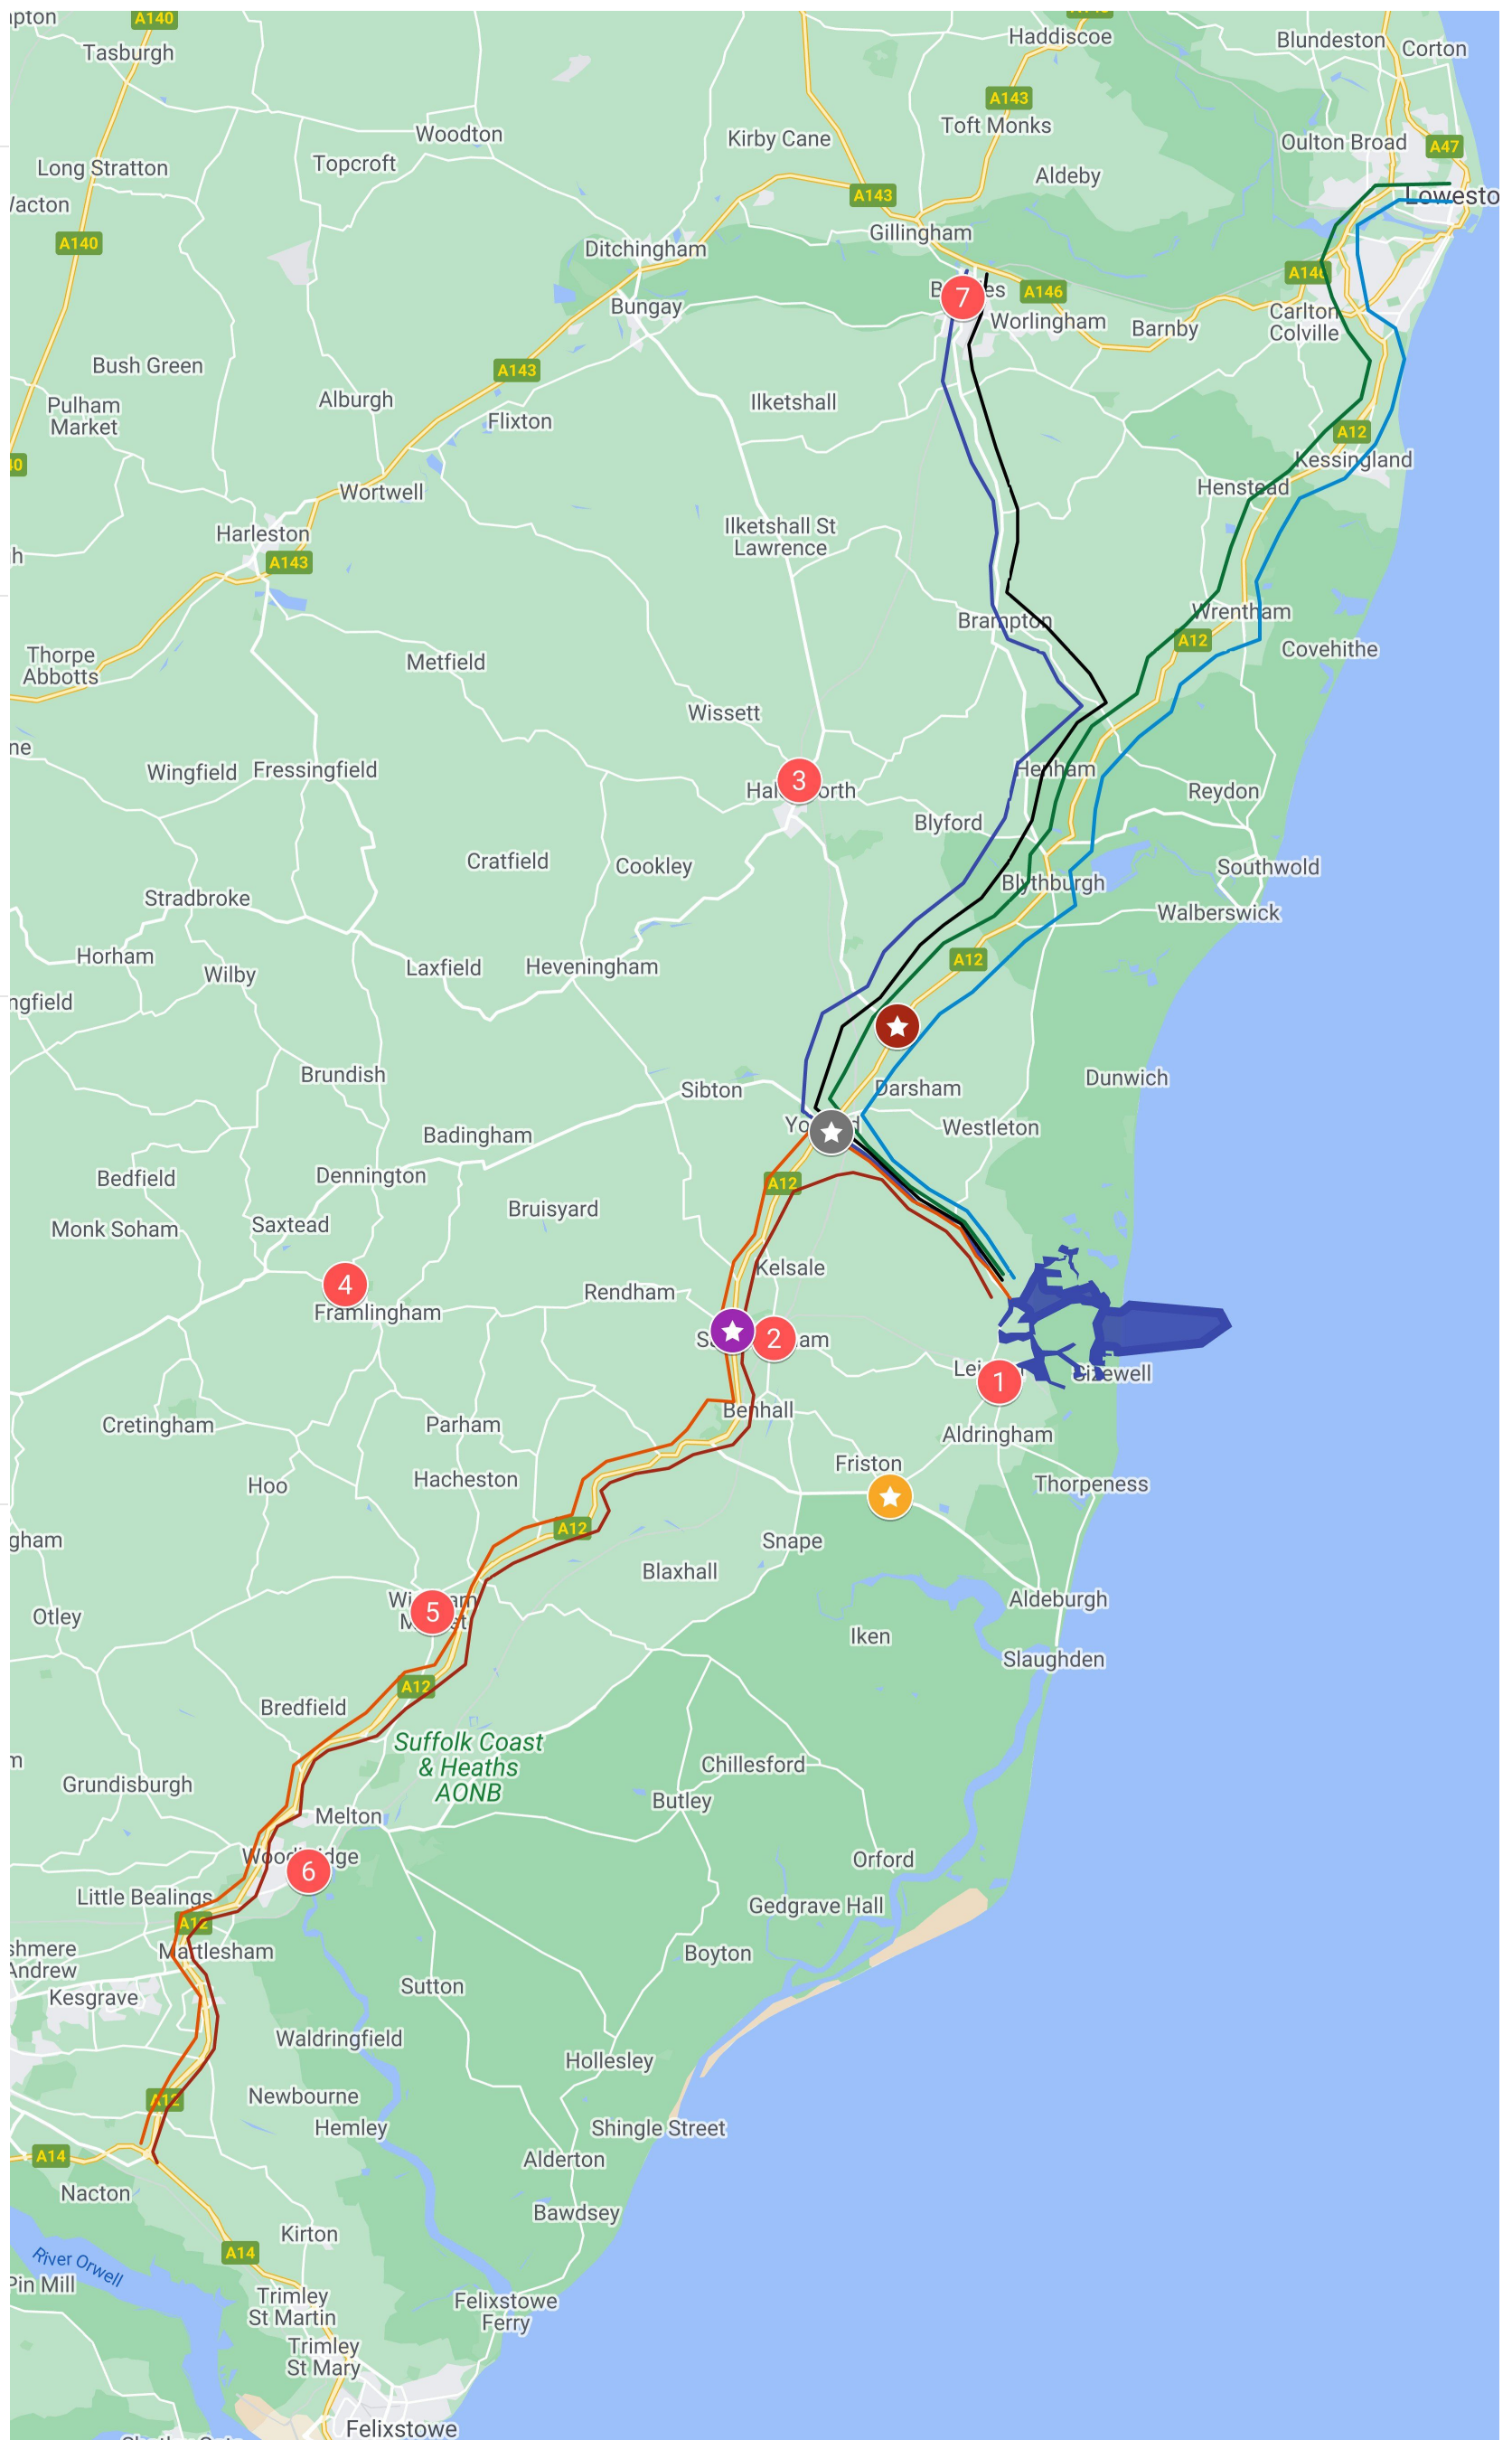 A140
Tasburgh
Haddiscoe
Blundeston
Corton
A143
Toft Monks
Woodton
Kirby Cane
Oulton Broad
A47
Long Stratton
Topcroft
Aldeby
A143
A140
Ditchingham
Gillingham
A146
Bungay
7
A146
Worlingham
Barnby
Carlton
Colville
Bush Green
A143
Pulham
Market
Alburgh
Flixton
Ilketshall
A12
Kessingland
Wortwell
Henstead
Harleston
A143
Ilketshall St
Lawrence
Brampton
Wrentham
A12
Covehithe
Thorpe
Abbotts
Metfield
Wissett
Wingfield
Fressingfield
3
Henham
Reydon
Blyford
Cratfield
Cookley
Southwold
Blythburgh
Stradbroke
Walberswick
Horham
Wilby
Laxfield
Heveningham
A12
Brundish
Sibton
Darsham
Dunwich
Badingham
Westleton
Bedfield
Dennington
A12
Monk Soham
Saxtead
Bruisyard
Kelsale
4
Rendham
Framlingham
2
1
Sizewell
Cretingham
Parham
Benhall
Aldringham
Hoo
Hacheston
Friston
Thorpeness
A12
Snape
Blaxhall
Otley
5
Aldeburgh
Iken
Slaughden
A12
Bredfield
Suffolk Coast
& Heaths
AONB
Chillesford
Grundisburgh
Butley
Melton
Woodbridge
6
Orford
Little Bealings
Gedgrave Hall
A12
Martlesham
Boyton
Kesgrave
Sutton
Waldringfield
Hollesley
A12
Newbourne
Hemley
Shingle Street
A14
Alderton
Nacton
Bawdsey
Kirton
A14
River Orwell
Pin Mill
Trimley
St Martin
Felixstowe
Ferry
Trimley
St Mary
Felixstowe